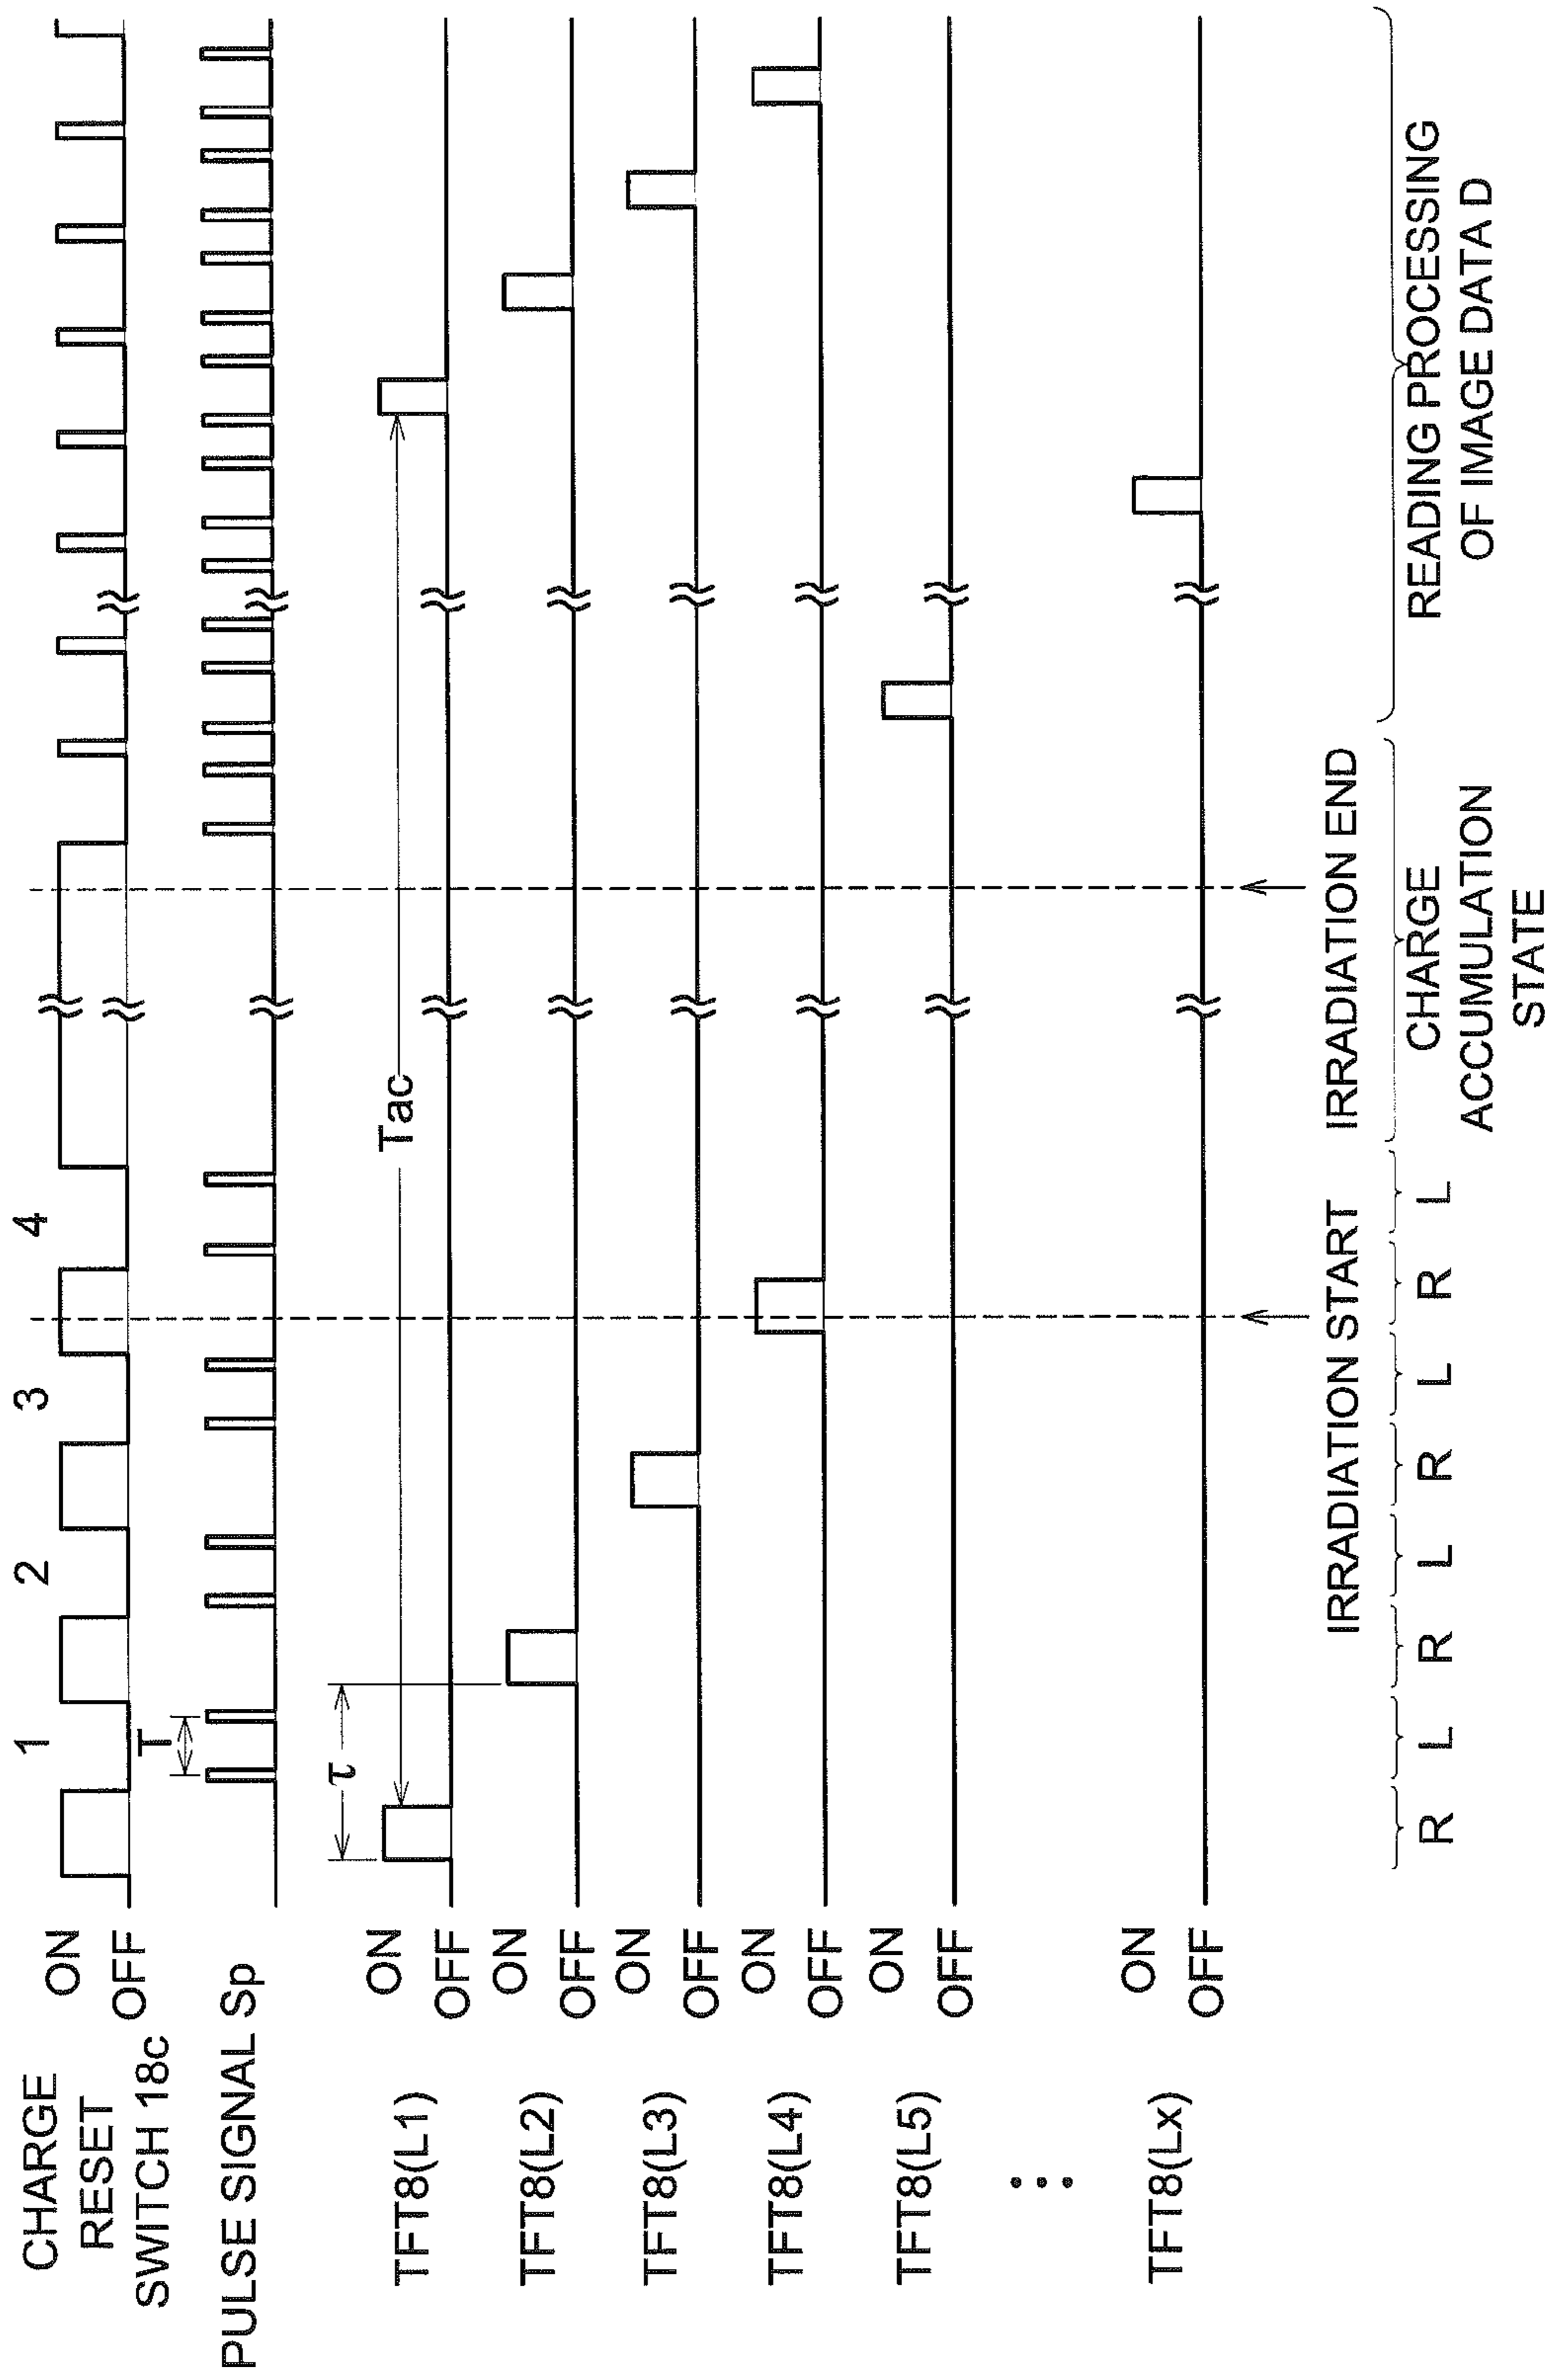 CHARGE
RESET
SWITCH 18c
ON
OFF
1
2
3
4
PULSE SIGNAL Sp
T
τ
Tac
TFT8(L1)
ON
OFF
TFT8(L2)
ON
OFF
TFT8(L3)
ON
OFF
TFT8(L4)
ON
OFF
TFT8(L5)
ON
OFF
TFT8(Lx)
ON
OFF
IRRADIATION START
IRRADIATION END
R
L
R
L
R
L
R
L
CHARGE
ACCUMULATION
STATE
READING PROCESSING
OF IMAGE DATA D